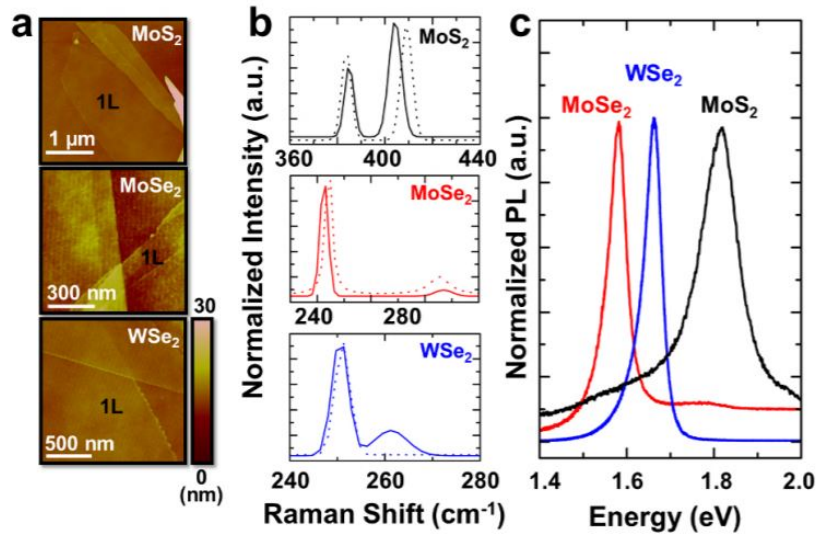 a
MoS₂
1L
1 µm
MoSe₂
1L
300 nm
WSe₂
1L
500 nm
30
0
(nm)
b
Normalized Intensity (a.u.)
MoS₂
360 400 440
MoSe₂
240 280
WSe₂
240 260 280
Raman Shift (cm⁻¹)
c
Normalized PL (a.u.)
MoSe₂
WSe₂
MoS₂
1.4 1.6 1.8 2.0
Energy (eV)